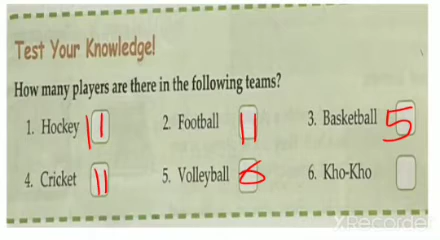 Test Your Knowledge!
How many players are there in the following teams?
1. Hockey 11 2. Football 11 3. Basketball 5
4. Cricket 11 5. Volleyball 6 6. Kho-Kho
XRecorder